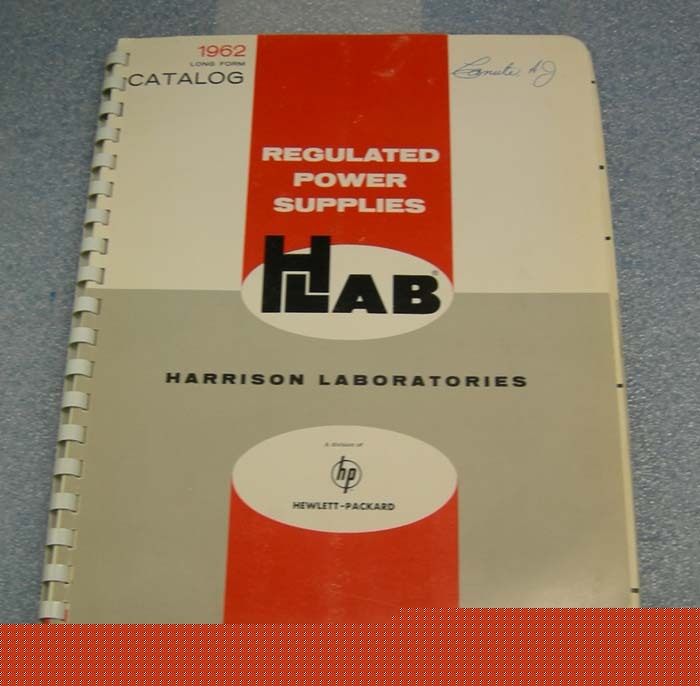 1962
LONG FORM
CATALOG
REGULATED
POWER
SUPPLIES
HLAB®
HARRISON LABORATORIES
A division of
hp
HEWLETT-PACKARD